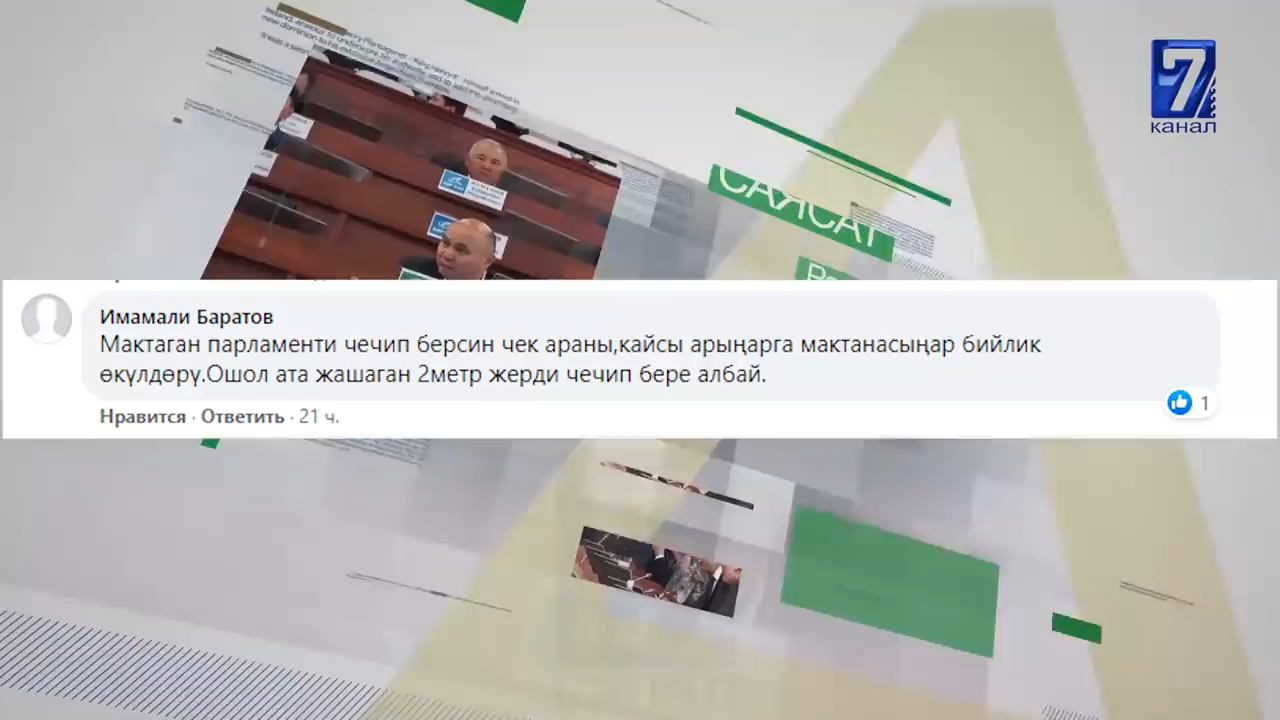 7
канал
САЯСАТ
Имамали Баратов
Мактаган парламенти чечип берсин чек араны,кайсы арыңарга мактанасыңар бийлик
өкүлдөрү.Ошол ата жашаган 2метр жерди чечип бере албай.
Нравится · Ответить · 21 ч.
1